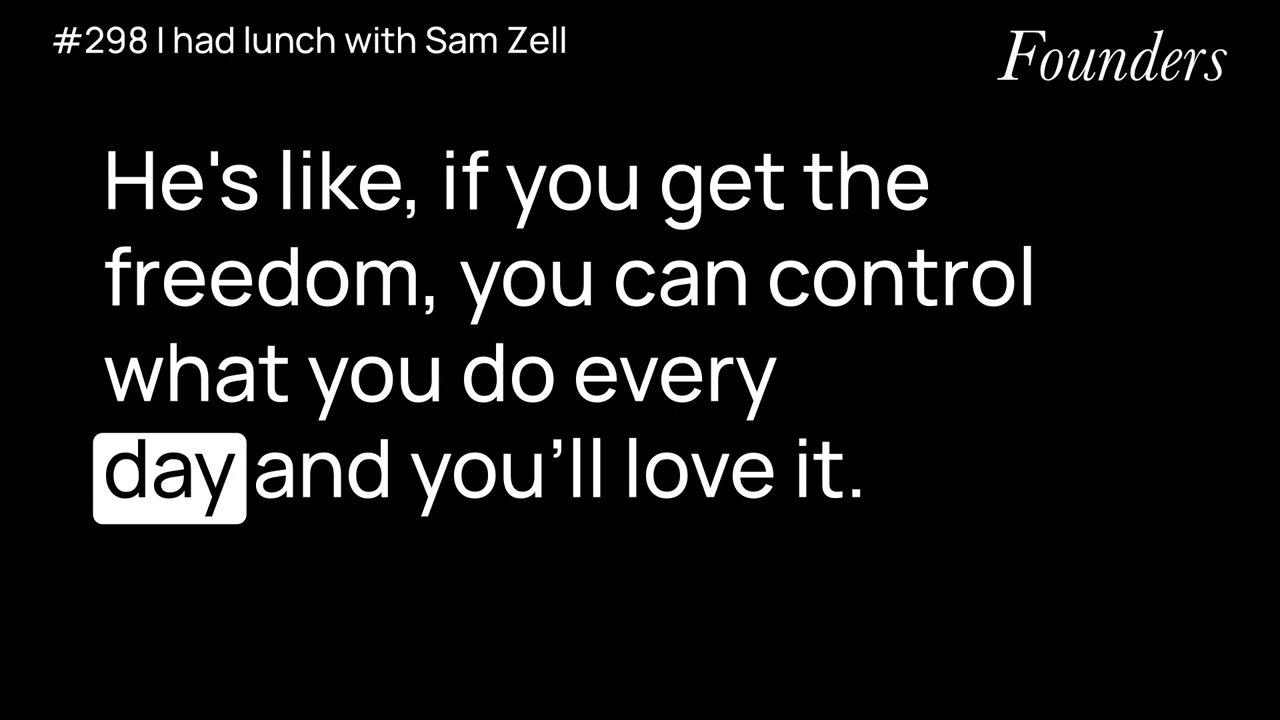 #298 I had lunch with Sam Zell
Founders
He's like, if you get the
freedom, you can control
what you do every
day and you’ll love it.